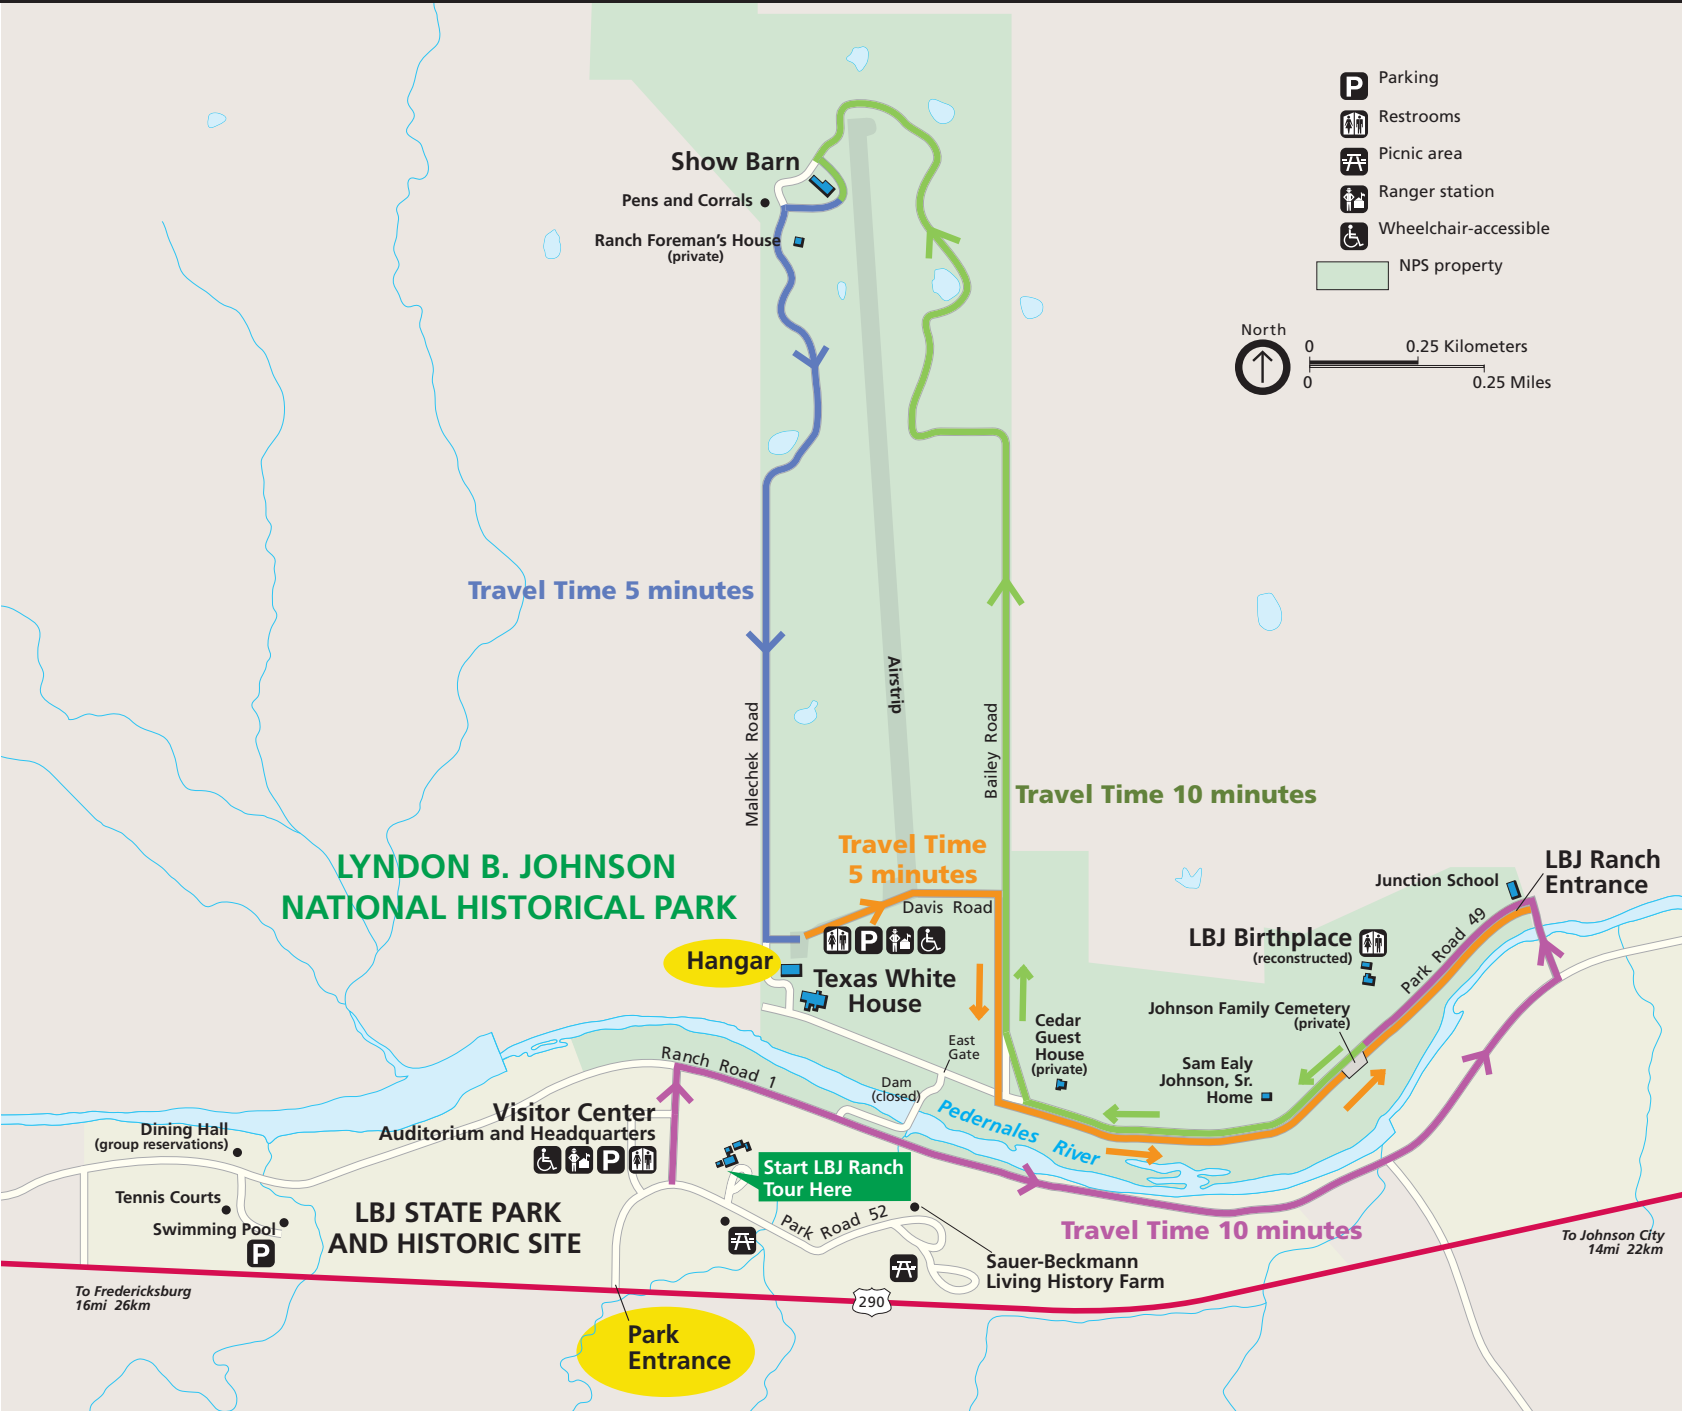 P
Parking
Restrooms
Picnic area
Ranger station
Wheelchair-accessible
NPS property
North
0
0.25 Kilometers
0
0.25 Miles
Show Barn
Pens and Corrals
Ranch Foreman's House
(private)
Travel Time 5 minutes
Airstrip
Malechek Road
Bailey Road
Travel Time 10 minutes
Travel Time
5 minutes
LYNDON B. JOHNSON
NATIONAL HISTORICAL PARK
Davis Road
P
Hangar
Texas White
House
LBJ Ranch
Entrance
Junction School
Park Road 49
LBJ Birthplace
(reconstructed)
Johnson Family Cemetery
(private)
Cedar
Guest
House
(private)
East
Gate
Sam Ealy
Johnson, Sr.
Home
Dam
(closed)
Ranch Road 1
Pedernales River
Visitor Center
Auditorium and Headquarters
P
Dining Hall
(group reservations)
Start LBJ Ranch
Tour Here
Tennis Courts
Swimming Pool
P
LBJ STATE PARK
AND HISTORIC SITE
Park Road 52
Travel Time 10 minutes
Sauer-Beckmann
Living History Farm
To Johnson City
14mi 22km
To Fredericksburg
16mi 26km
290
Park
Entrance